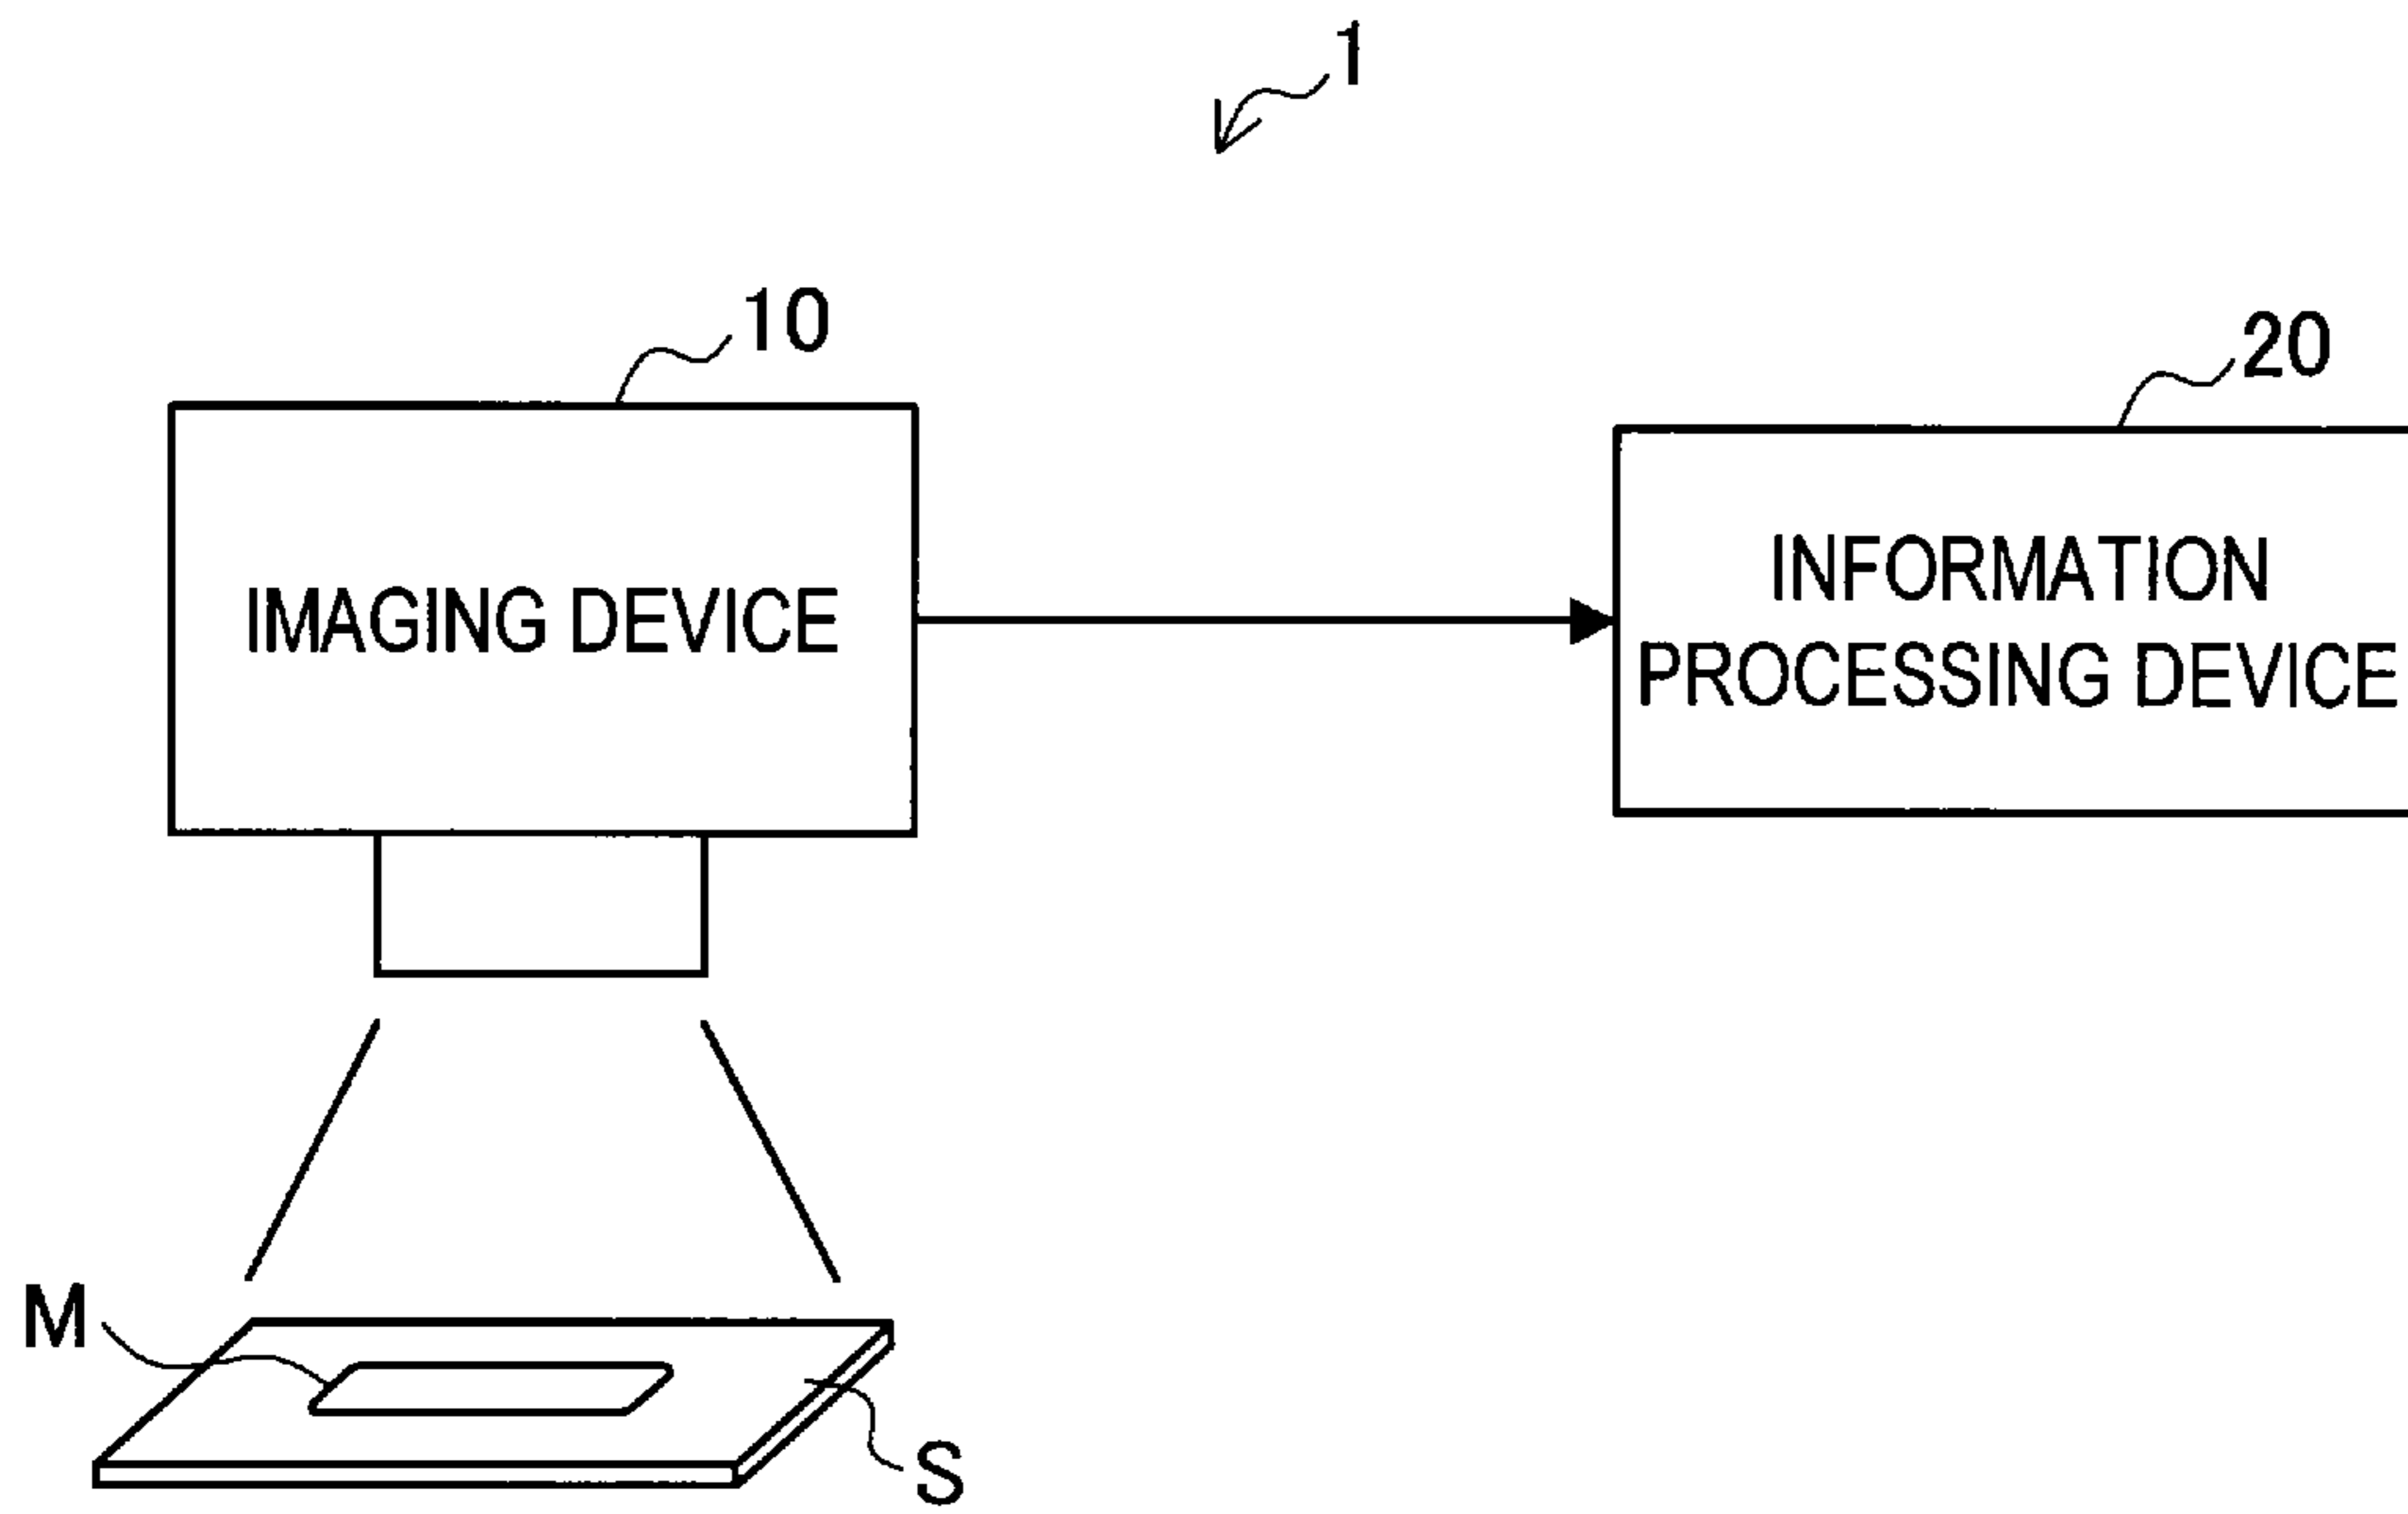 1
10
20
IMAGING DEVICE
INFORMATION
PROCESSING DEVICE
M
S